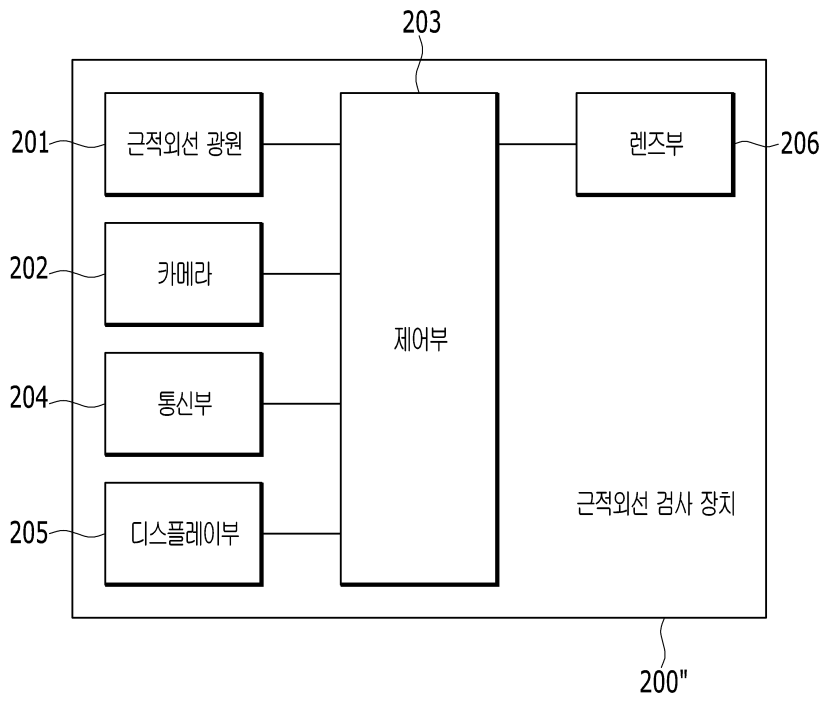 203
201
근적외선 광원
렌즈부
206
202
카메라
제어부
204
통신부
205
디스플레이부
근적외선 검사 장치
200"